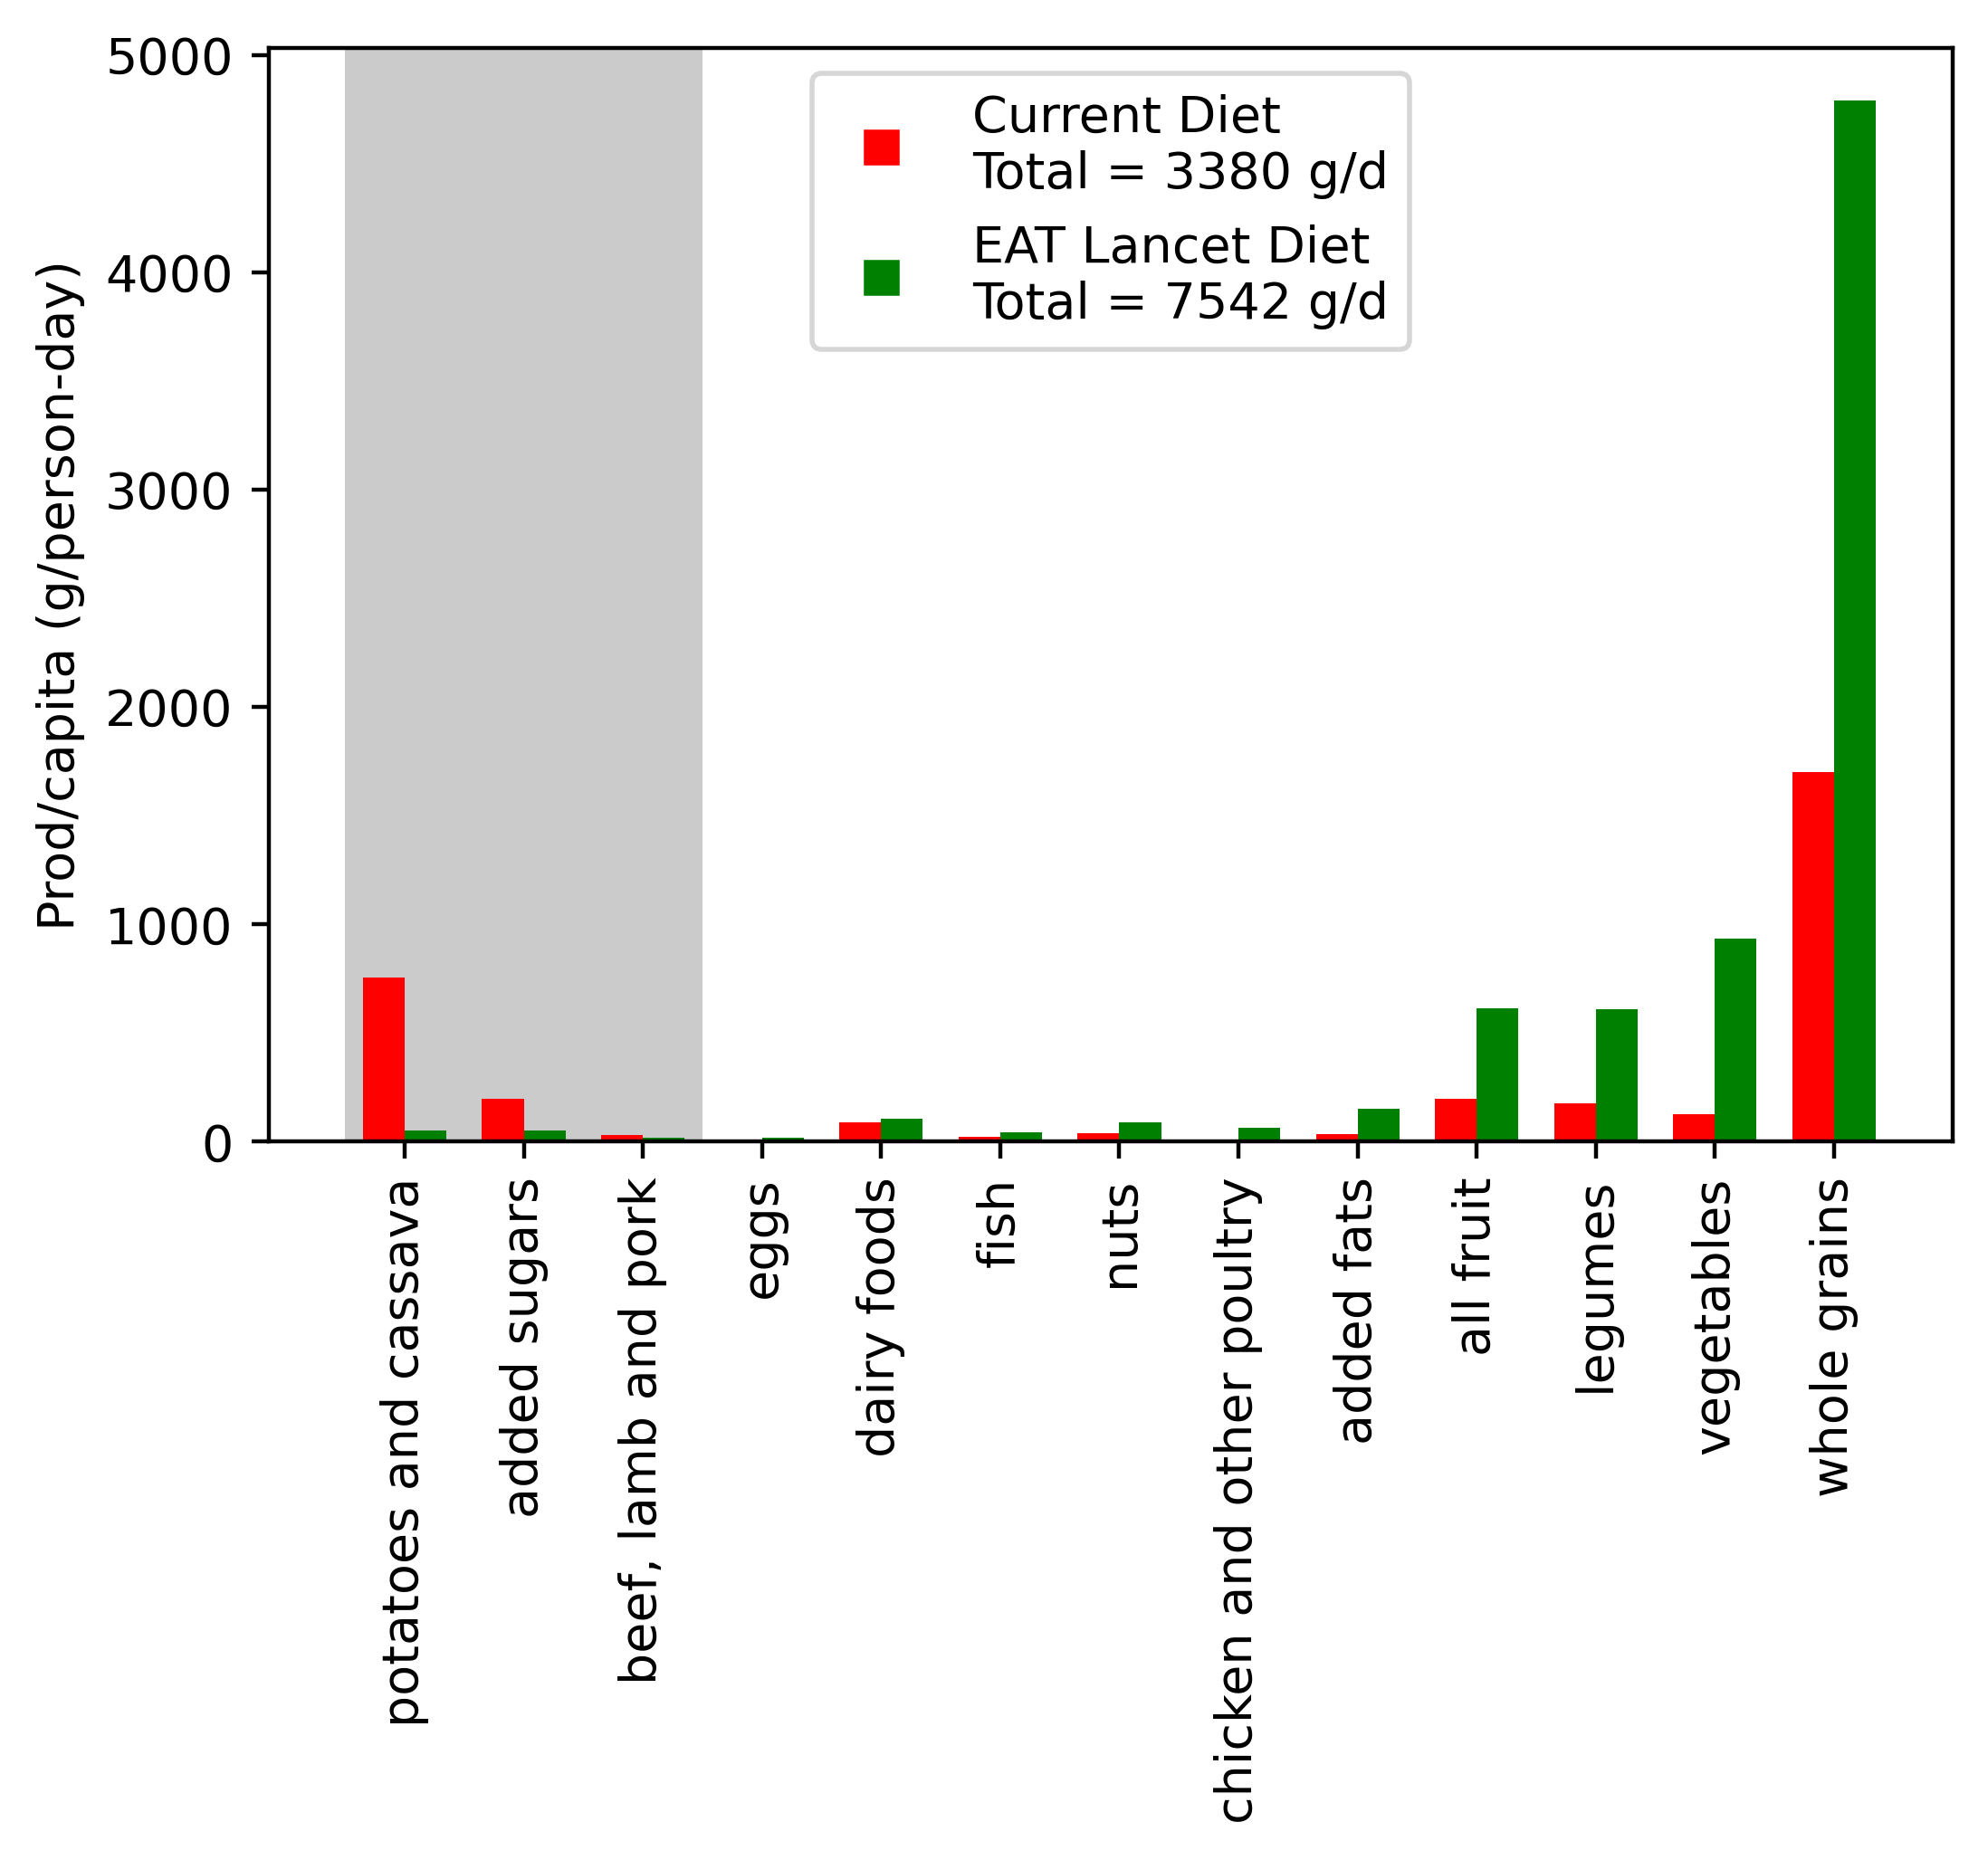 5000
4000
3000
2000
1000
0
Prod/capita (g/person-day)
Current Diet
Total = 3380 g/d
EAT Lancet Diet
Total = 7542 g/d
potatoes and cassava
added sugars
beef, lamb and pork
eggs
dairy foods
fish
nuts
chicken and other poultry
added fats
all fruit
legumes
vegetables
whole grains